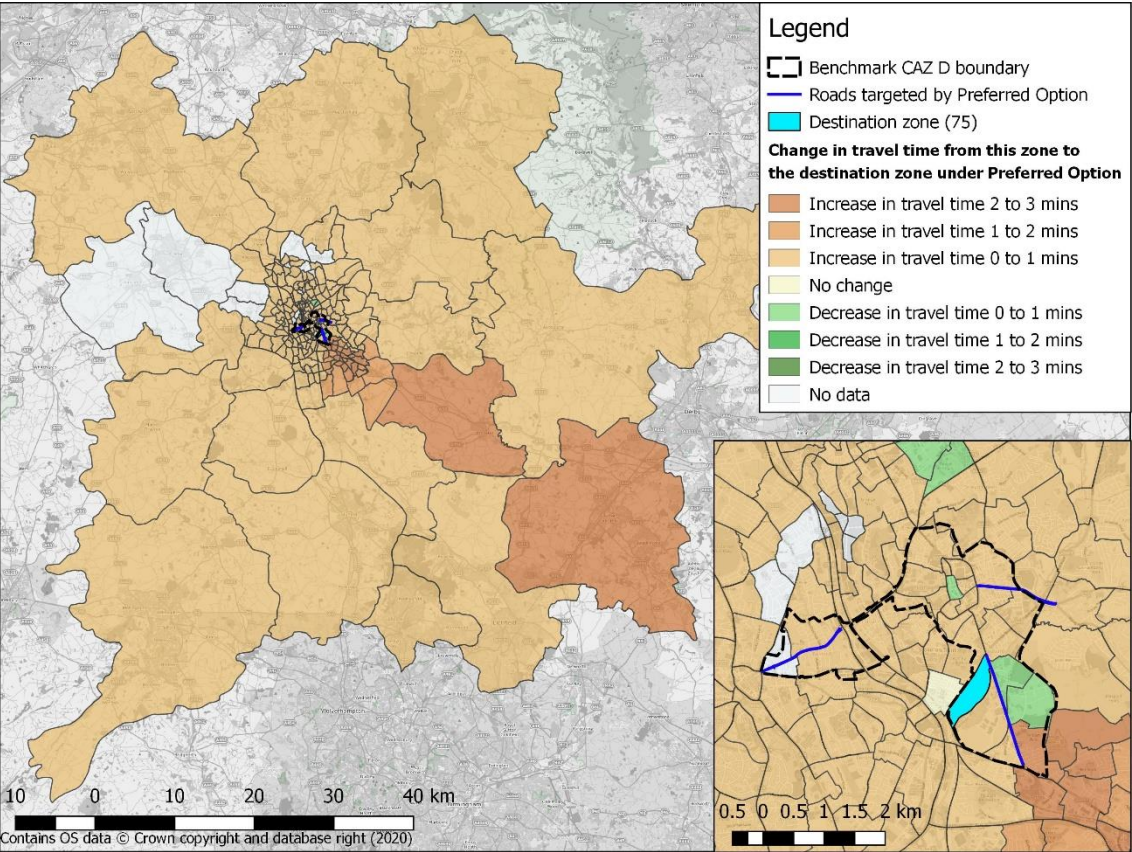 Legend
Benchmark CAZ D boundary
Roads targeted by Preferred Option
Destination zone (75)
Change in travel time from this zone to
the destination zone under Preferred Option
Increase in travel time 2 to 3 mins
Increase in travel time 1 to 2 mins
Increase in travel time 0 to 1 mins
No change
Decrease in travel time 0 to 1 mins
Decrease in travel time 1 to 2 mins
Decrease in travel time 2 to 3 mins
No data
10 0 10 20 30 40 km
Contains OS data © Crown copyright and database right (2020)
0.5 0 0.5 1 1.5 2 km